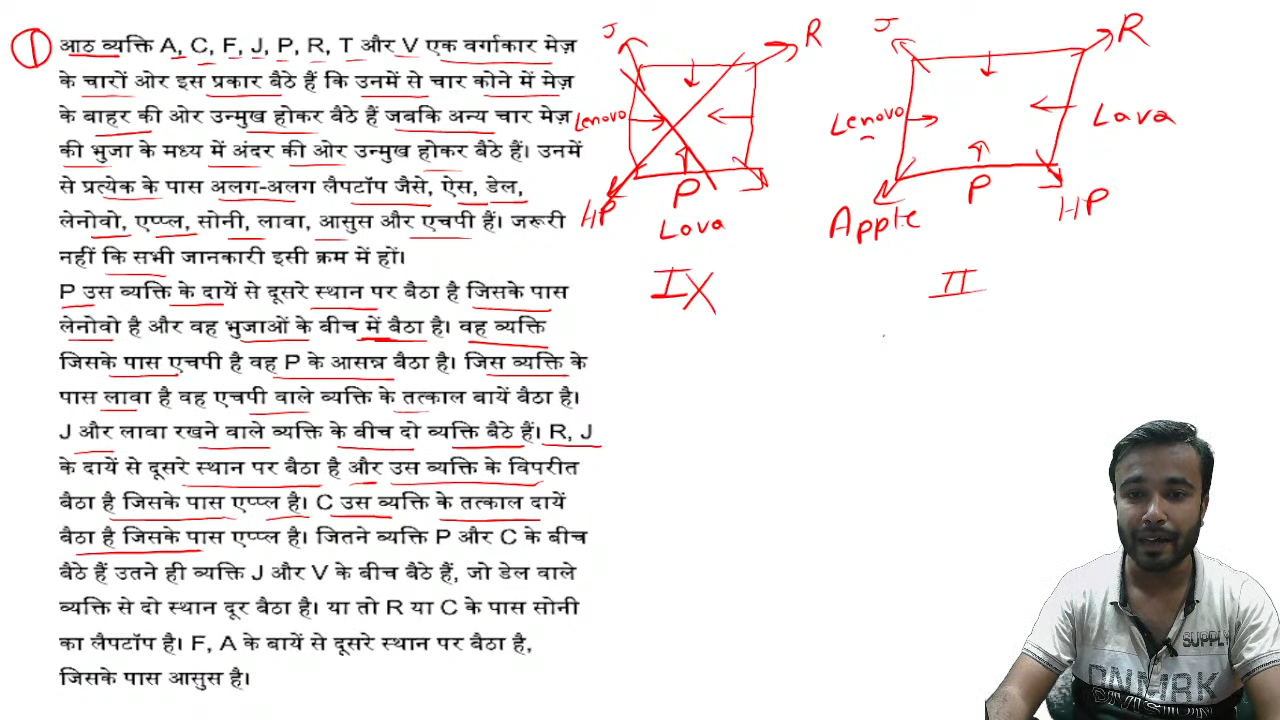 1
आठ व्यक्ति A, C, F, J, P, R, T और V एक वर्गाकार मेज़
के चारों ओर इस प्रकार बैठे हैं कि उनमें से चार कोने में मेज़
के बाहर की ओर उन्मुख होकर बैठे हैं जबकि अन्य चार मेज़
की भुजा के मध्य में अंदर की ओर उन्मुख होकर बैठे हैं। उनमें
से प्रत्येक के पास अलग-अलग लैपटॉप जैसे, ऐस, डेल,
लेनोवो, एप्प्ल, सोनी, लावा, आसुस और एचपी हैं। जरूरी
नहीं कि सभी जानकारी इसी क्रम में हों।
P उस व्यक्ति के दायें से दूसरे स्थान पर बैठा है जिसके पास
लेनोवो है और वह भुजाओं के बीच में बैठा है। वह व्यक्ति
जिसके पास एचपी है वह P के आसन्न बैठा है। जिस व्यक्ति के
पास लावा है वह एचपी वाले व्यक्ति के तत्काल बायें बैठा है।
J और लावा रखने वाले व्यक्ति के बीच दो व्यक्ति बैठे हैं। R, J
के दायें से दूसरे स्थान पर बैठा है और उस व्यक्ति के विपरीत
बैठा है जिसके पास एप्प्ल है। C उस व्यक्ति के तत्काल दायें
बैठा है जिसके पास एप्प्ल है। जितने व्यक्ति P और C के बीच
बैठे हैं उतने ही व्यक्ति J और V के बीच बैठे हैं, जो डेल वाले
व्यक्ति से दो स्थान दूर बैठा है। या तो R या C के पास सोनी
का लैपटॉप है। F, A के बायें से दूसरे स्थान पर बैठा है,
जिसके पास आसुस है।
J
R
Lenovo
HP
P
Lava
I X
J
R
Lenovo
Lava
Apple
P
HP
II
SUPPLY
DIVISION